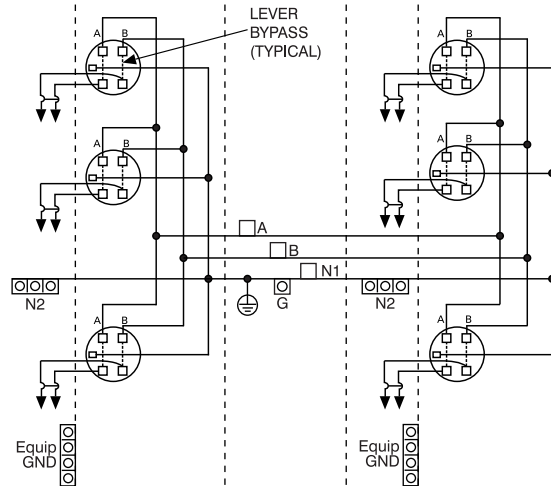 A B
LEVER
BYPASS
(TYPICAL)
A B
A B
A B
A
B
N1
N2
G
N2
A B
A B
Equip
GND
Equip
GND